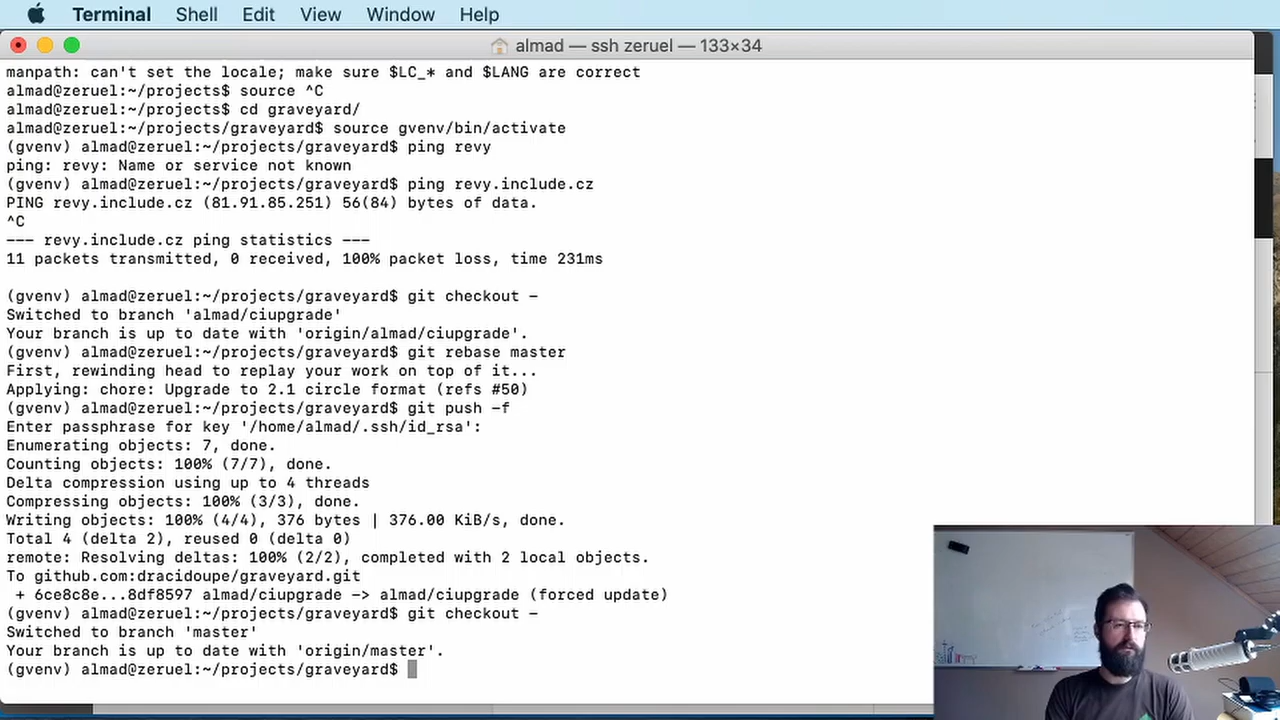 Terminal Shell Edit View Window Help
almad — ssh zeruel — 133×34
manpath: can't set the locale; make sure $LC_* and $LANG are correct
almad@zeruel:~/projects$ source ^C
almad@zeruel:~/projects$ cd graveyard/
almad@zeruel:~/projects/graveyard$ source gvenv/bin/activate
(gvenv) almad@zeruel:~/projects/graveyard$ ping revy
ping: revy: Name or service not known
(gvenv) almad@zeruel:~/projects/graveyard$ ping revy.include.cz
PING revy.include.cz (81.91.85.251) 56(84) bytes of data.
^C
--- revy.include.cz ping statistics ---
11 packets transmitted, 0 received, 100% packet loss, time 231ms
(gvenv) almad@zeruel:~/projects/graveyard$ git checkout -
Switched to branch 'almad/ciupgrade'
Your branch is up to date with 'origin/almad/ciupgrade'.
(gvenv) almad@zeruel:~/projects/graveyard$ git rebase master
First, rewinding head to replay your work on top of it...
Applying: chore: Upgrade to 2.1 circle format (refs #50)
(gvenv) almad@zeruel:~/projects/graveyard$ git push -f
Enter passphrase for key '/home/almad/.ssh/id_rsa':
Enumerating objects: 7, done.
Counting objects: 100% (7/7), done.
Delta compression using up to 4 threads
Compressing objects: 100% (3/3), done.
Writing objects: 100% (4/4), 376 bytes | 376.00 KiB/s, done.
Total 4 (delta 2), reused 0 (delta 0)
remote: Resolving deltas: 100% (2/2), completed with 2 local objects.
To github.com:dracidoupe/graveyard.git
 + 6ce8c8e...8df8597 almad/ciupgrade -> almad/ciupgrade (forced update)
(gvenv) almad@zeruel:~/projects/graveyard$ git checkout -
Switched to branch 'master'
Your branch is up to date with 'origin/master'.
(gvenv) almad@zeruel:~/projects/graveyard$